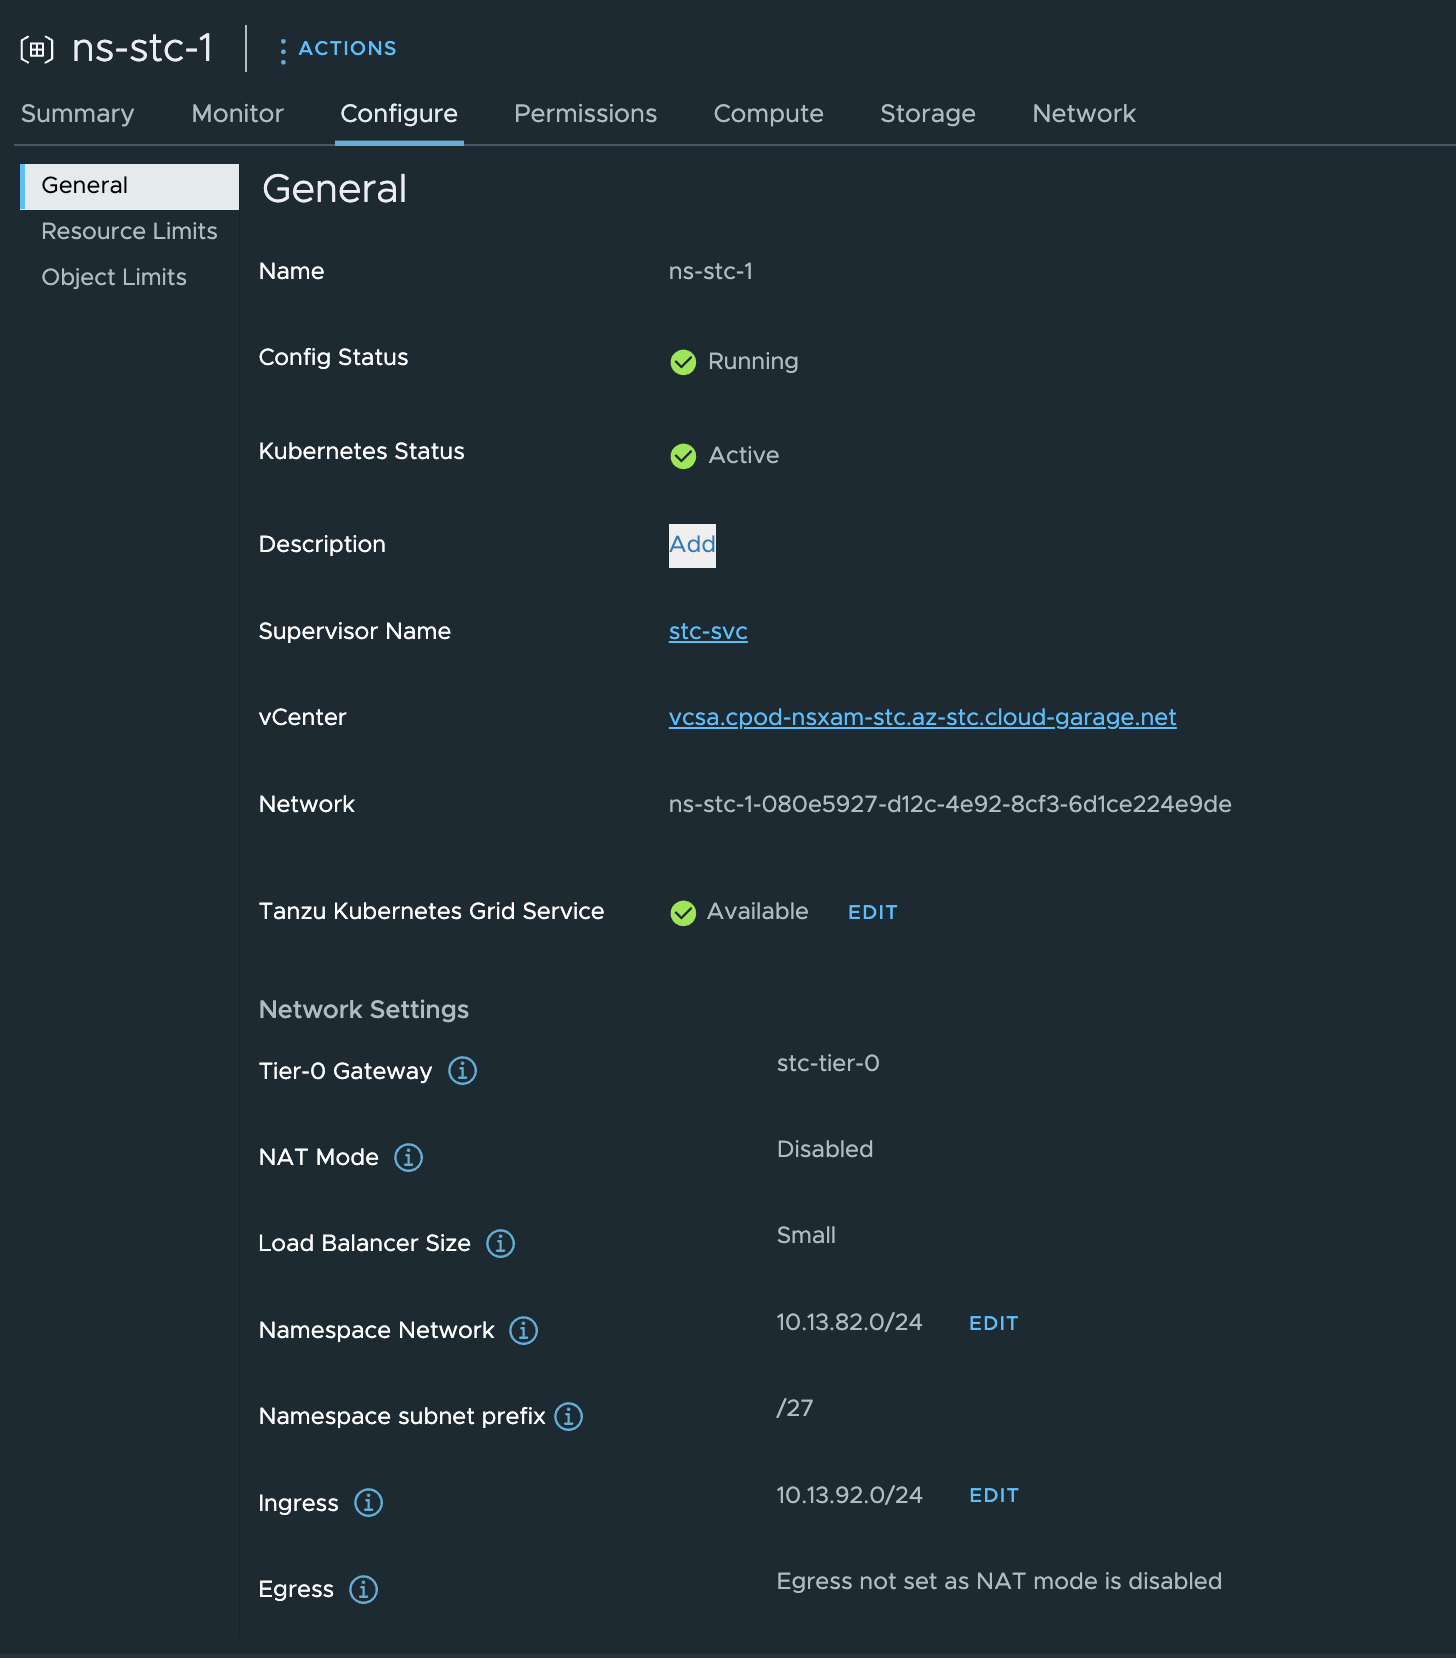 ns-stc-1
ACTIONS
Summary Monitor Configure Permissions Compute Storage Network
General
Resource Limits
Object Limits
General
Name ns-stc-1
Config Status Running
Kubernetes Status Active
Description Add
Supervisor Name stc-svc
vCenter vcsa.cpod-nsxam-stc.az-stc.cloud-garage.net
Network ns-stc-1-080e5927-d12c-4e92-8cf3-6d1ce224e9de
Tanzu Kubernetes Grid Service Available EDIT
Network Settings
Tier-0 Gateway stc-tier-0
NAT Mode Disabled
Load Balancer Size Small
Namespace Network 10.13.82.0/24 EDIT
Namespace subnet prefix /27
Ingress 10.13.92.0/24 EDIT
Egress Egress not set as NAT mode is disabled